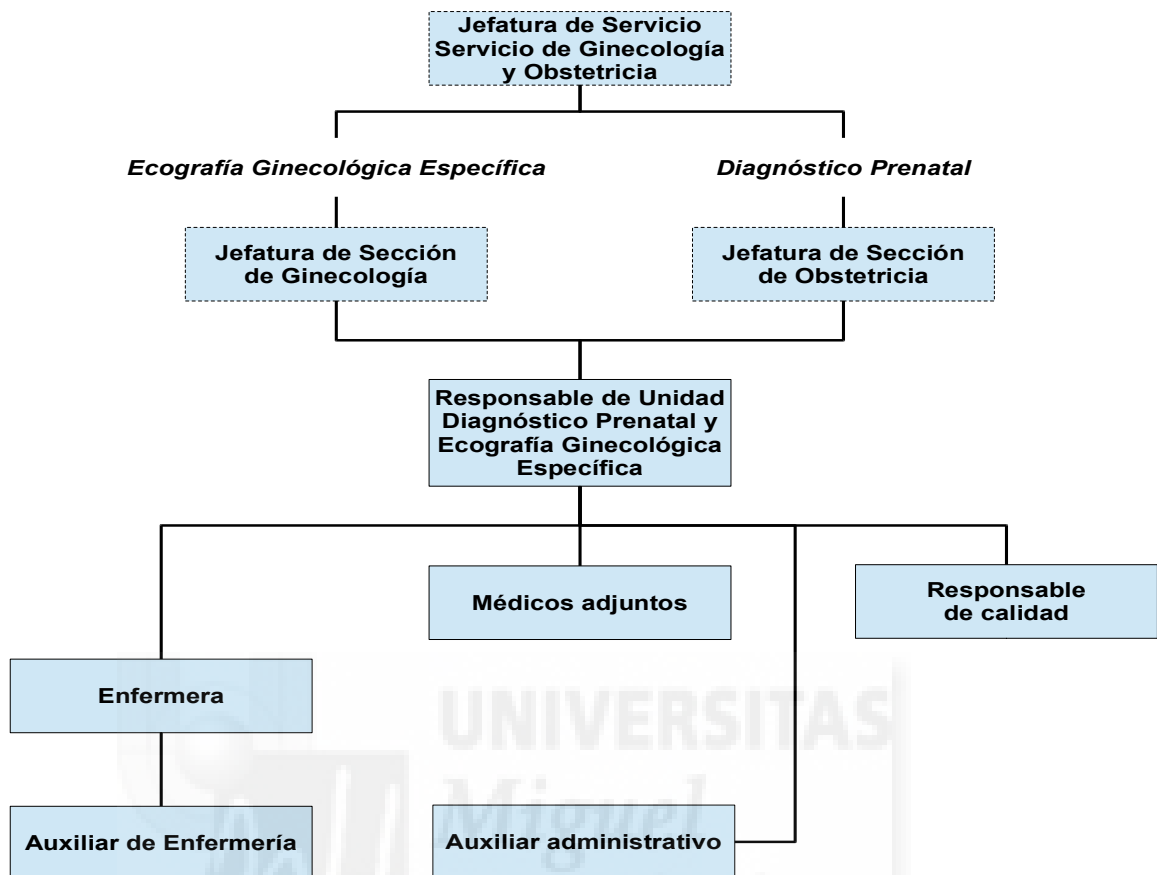 Jefatura de Servicio
Servicio de Ginecología
y Obstetricia
Ecografía Ginecológica Específica
Diagnóstico Prenatal
Jefatura de Sección
de Ginecología
Jefatura de Sección
de Obstetricia
Responsable de Unidad
Diagnóstico Prenatal y
Ecografía Ginecológica
Específica
Médicos adjuntos
Responsable
de calidad
Enfermera
UNIVERSITAS
Miguel
Auxiliar de Enfermería
Auxiliar administrativo